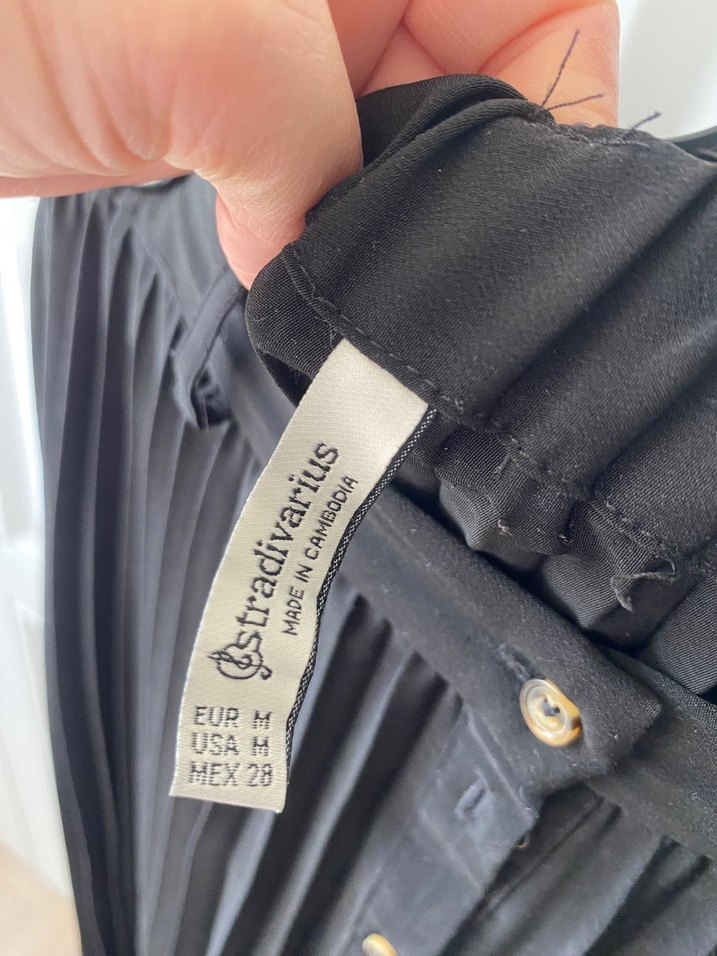 stradivarius
MADE IN CAMBODIA
EUR M
USA M
MEX 28